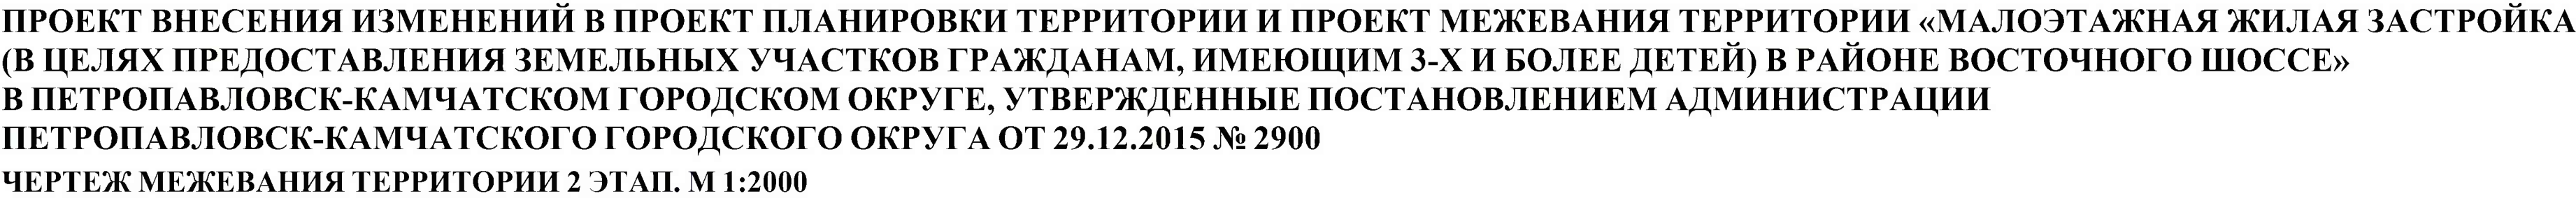 ПРОЕКТ ВНЕСЕНИЯ ИЗМЕНЕНИЙ В ПРОЕКТ ПЛАНИРОВКИ ТЕРРИТОРИИ И ПРОЕКТ МЕЖЕВАНИЯ ТЕРРИТОРИИ «МАЛОЭТАЖНАЯ ЖИЛАЯ ЗАСТРОЙКА
(В ЦЕЛЯХ ПРЕДОСТАВЛЕНИЯ ЗЕМЕЛЬНЫХ УЧАСТКОВ ГРАЖДАНАМ, ИМЕЮЩИМ 3-Х И БОЛЕЕ ДЕТЕЙ) В РАЙОНЕ ВОСТОЧНОГО ШОССЕ»
В ПЕТРОПАВЛОВСК-КАМЧАТСКОМ ГОРОДСКОМ ОКРУГЕ, УТВЕРЖДЕННЫЕ ПОСТАНОВЛЕНИЕМ АДМИНИСТРАЦИИ
ПЕТРОПАВЛОВСК-КАМЧАТСКОГО ГОРОДСКОГО ОКРУГА ОТ 29.12.2015 № 2900
ЧЕРТЕЖ МЕЖЕВАНИЯ ТЕРРИТОРИИ 2 ЭТАП. М 1:2000